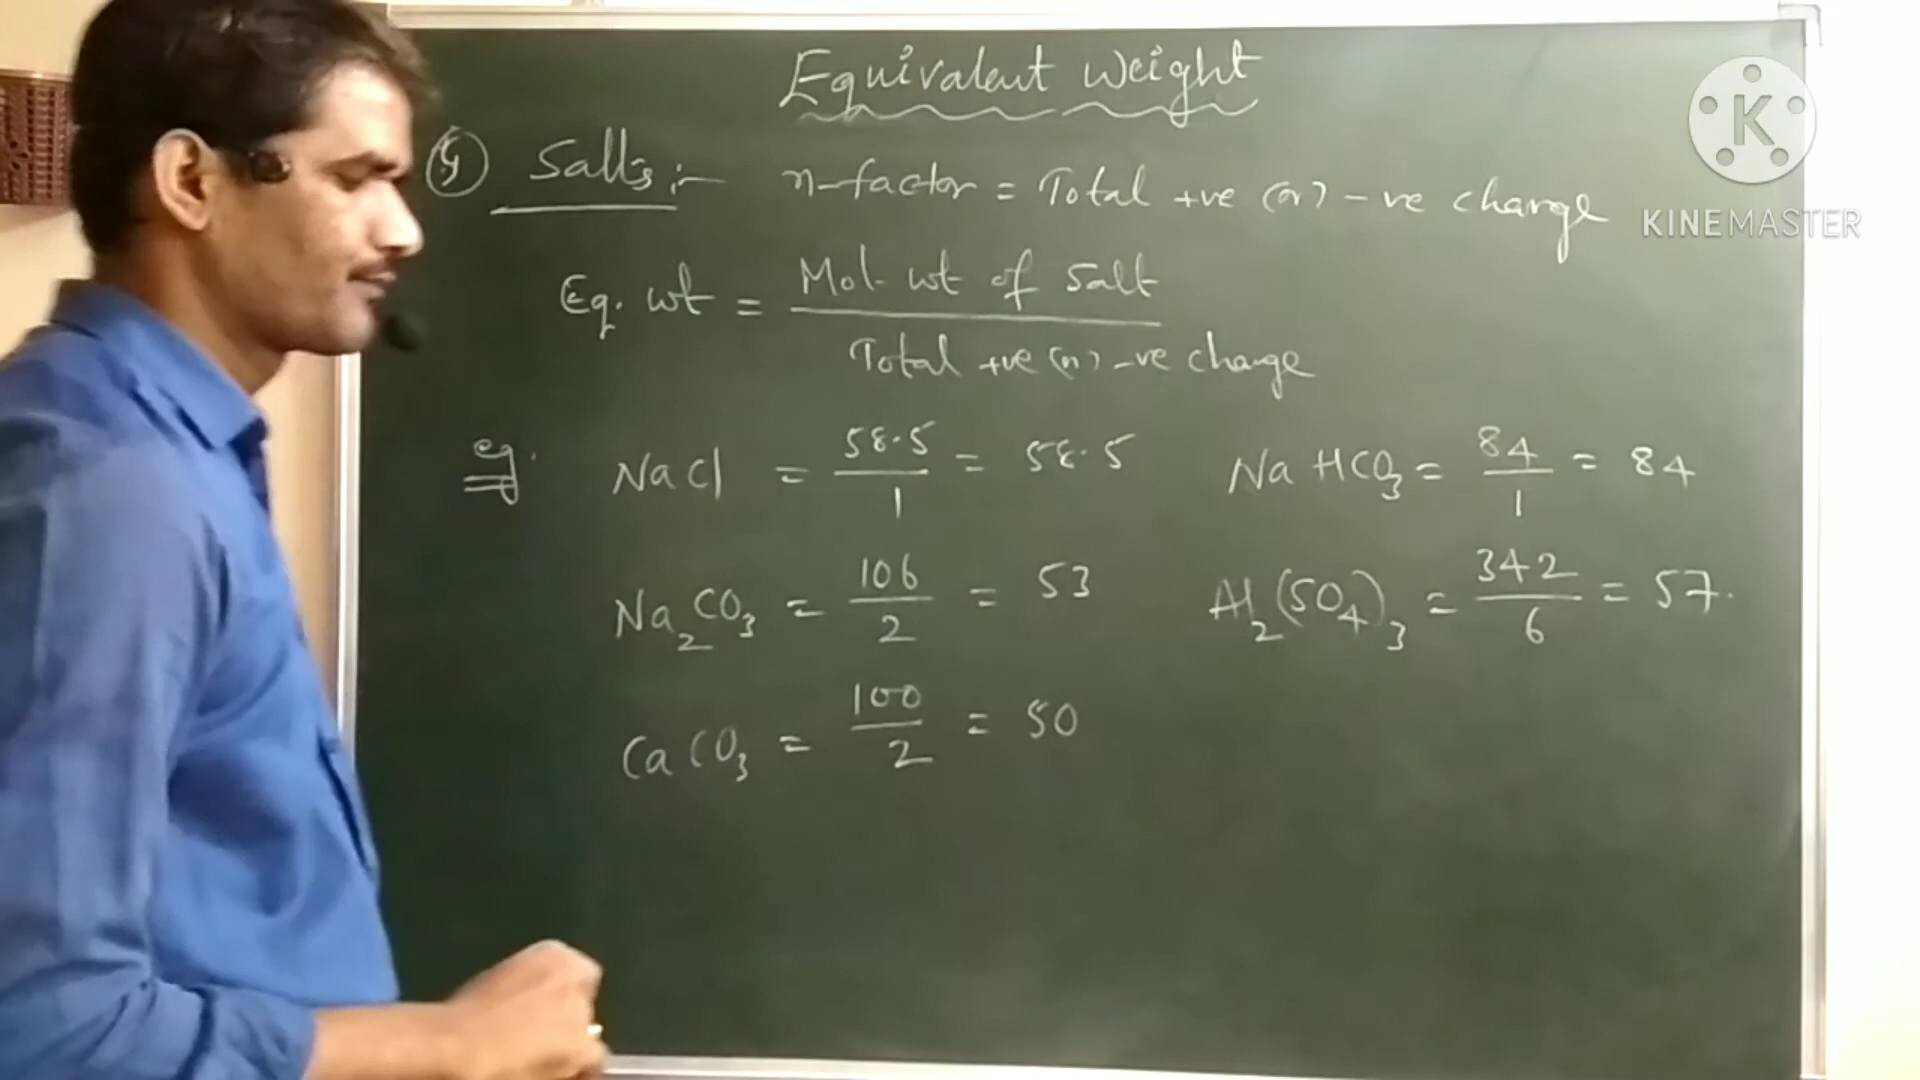 Equivalent Weight
K
KINEMASTER
Salts:- n-factor = Total +ve (or) -ve charge
Eq. wt = Mol. wt of salt
Total +ve (or) -ve charge
eg. NaCl = 58.5/1 = 58.5 NaHCO3 = 84/1 = 84
Na2CO3 = 106/2 = 53 Al2(SO4)3 = 342/6 = 57.
CaCO3 = 100/2 = 50